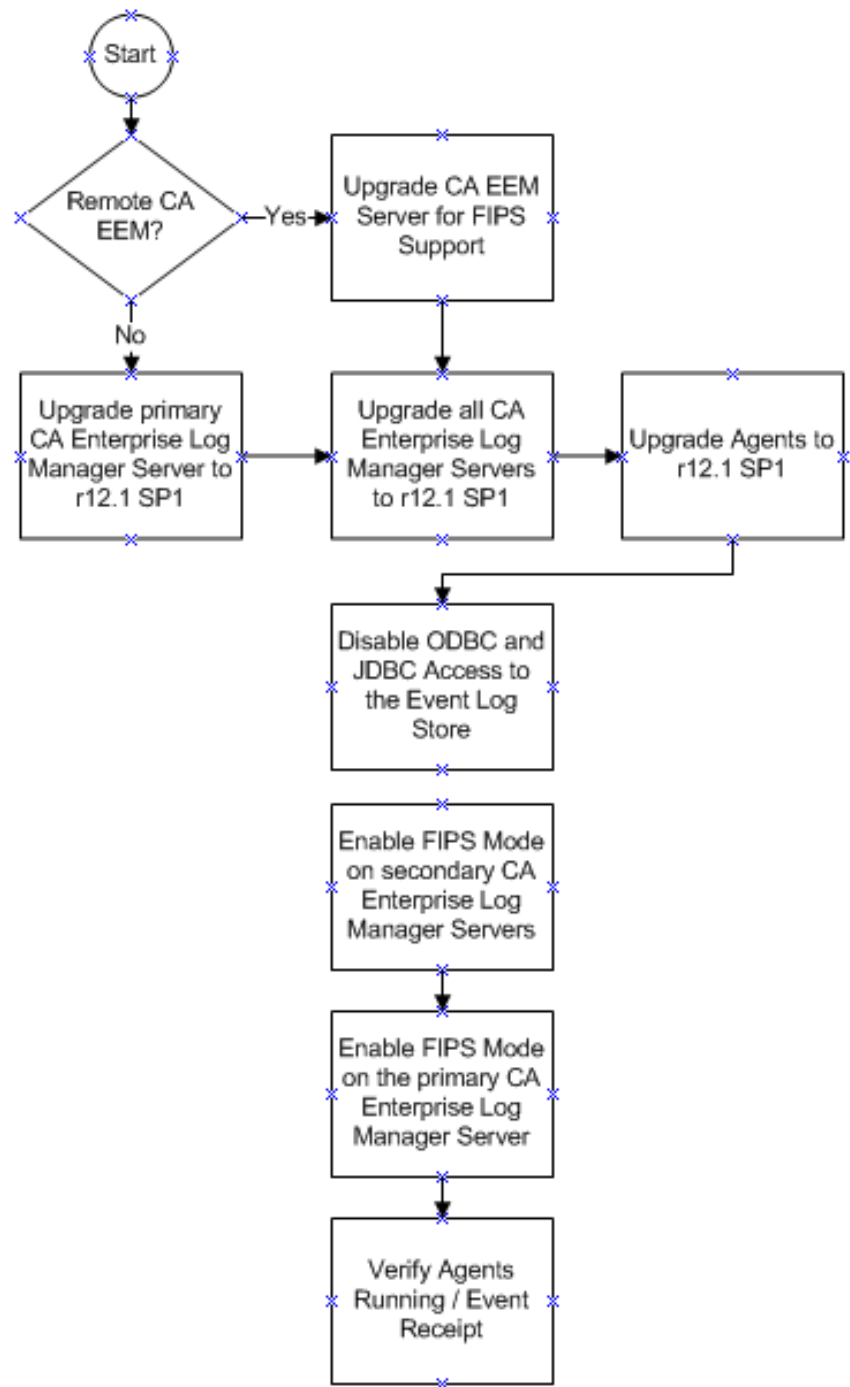 Start
Remote CA
EEM?
Yes
Upgrade CA EEM
Server for FIPS
Support
No
Upgrade primary
CA Enterprise Log
Manager Server to
r12.1 SP1
Upgrade all CA
Enterprise Log
Manager Servers
to r12.1 SP1
Upgrade Agents to
r12.1 SP1
Disable ODBC and
JDBC Access to
the Event Log
Store
Enable FIPS Mode
on secondary CA
Enterprise Log
Manager Servers
Enable FIPS Mode
on the primary CA
Enterprise Log
Manager Server
Verify Agents
Running / Event
Receipt